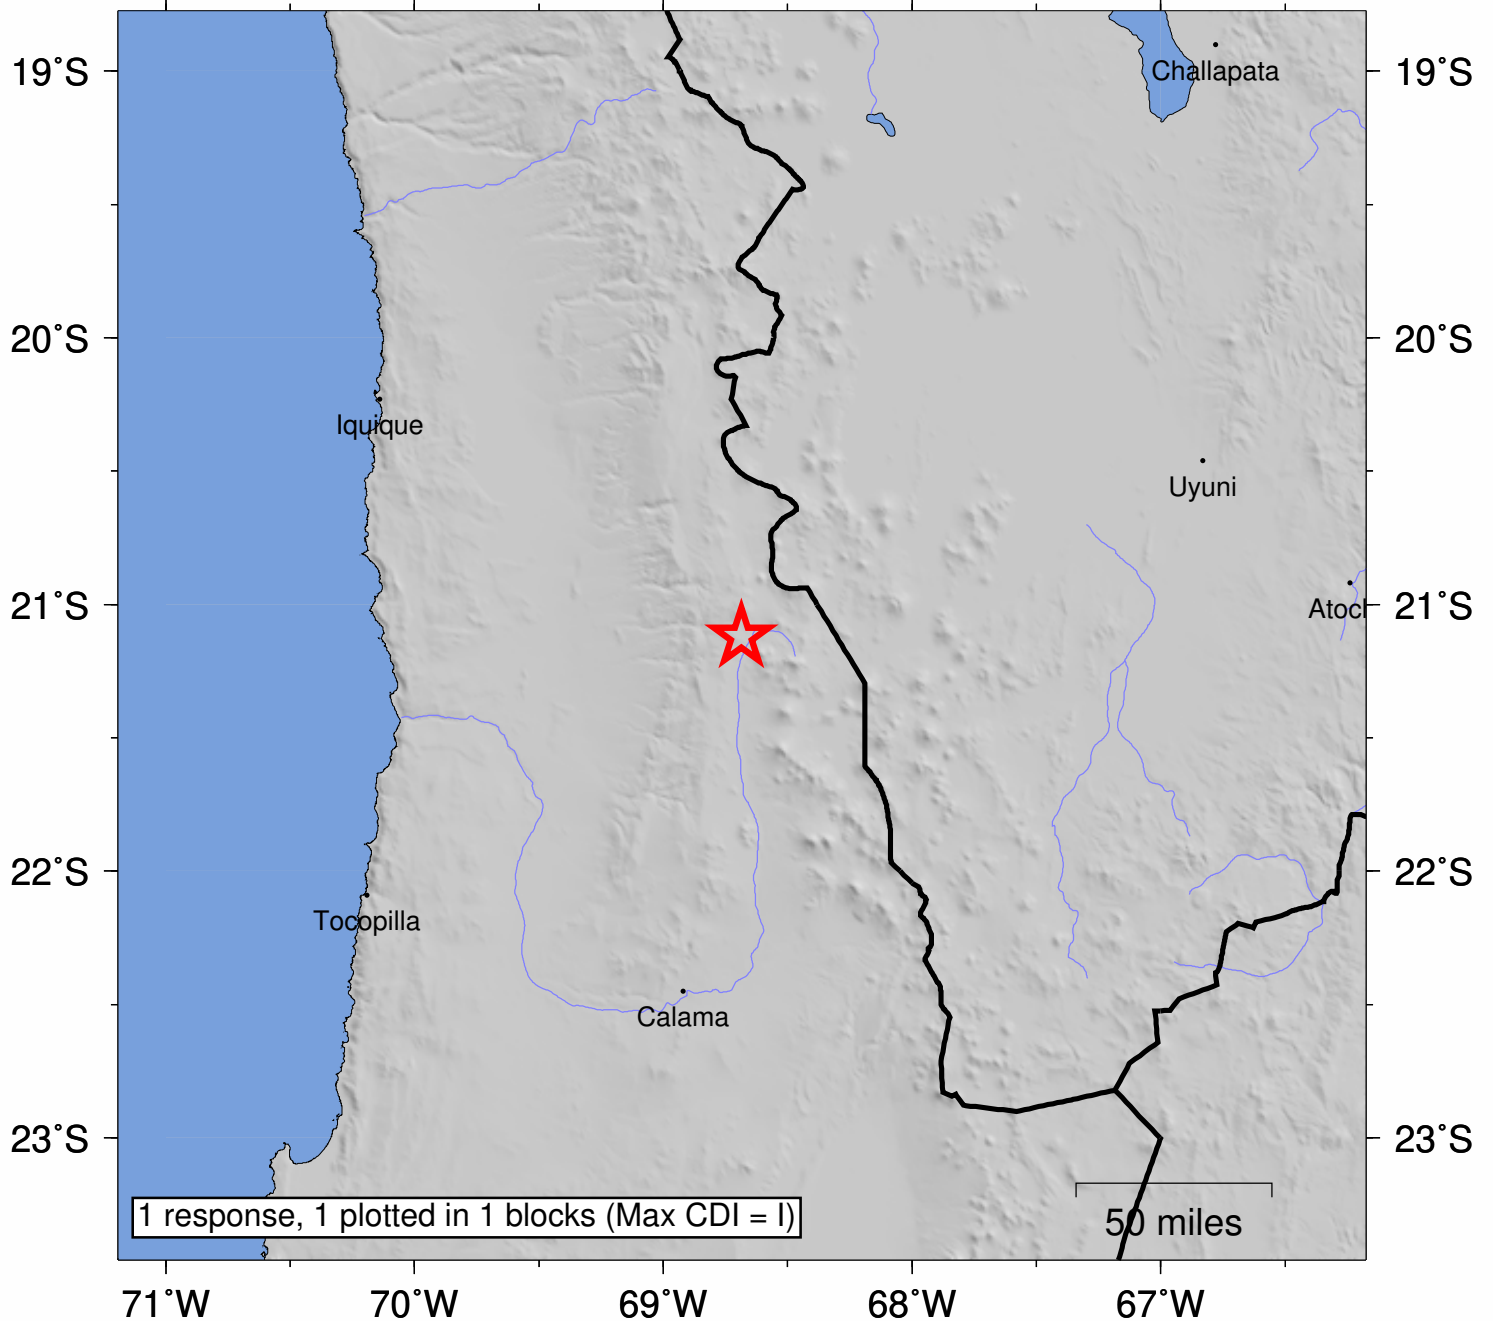 19°S
19°S
Challapata
20°S
20°S
Iquique
Uyuni
21°S
Atocl
21°S
22°S
22°S
Tocopilla
Calama
23°S
23°S
1 response, 1 plotted in 1 blocks (Max CDI = I)
50 miles
71°W
70°W
69°W
68°W
67°W